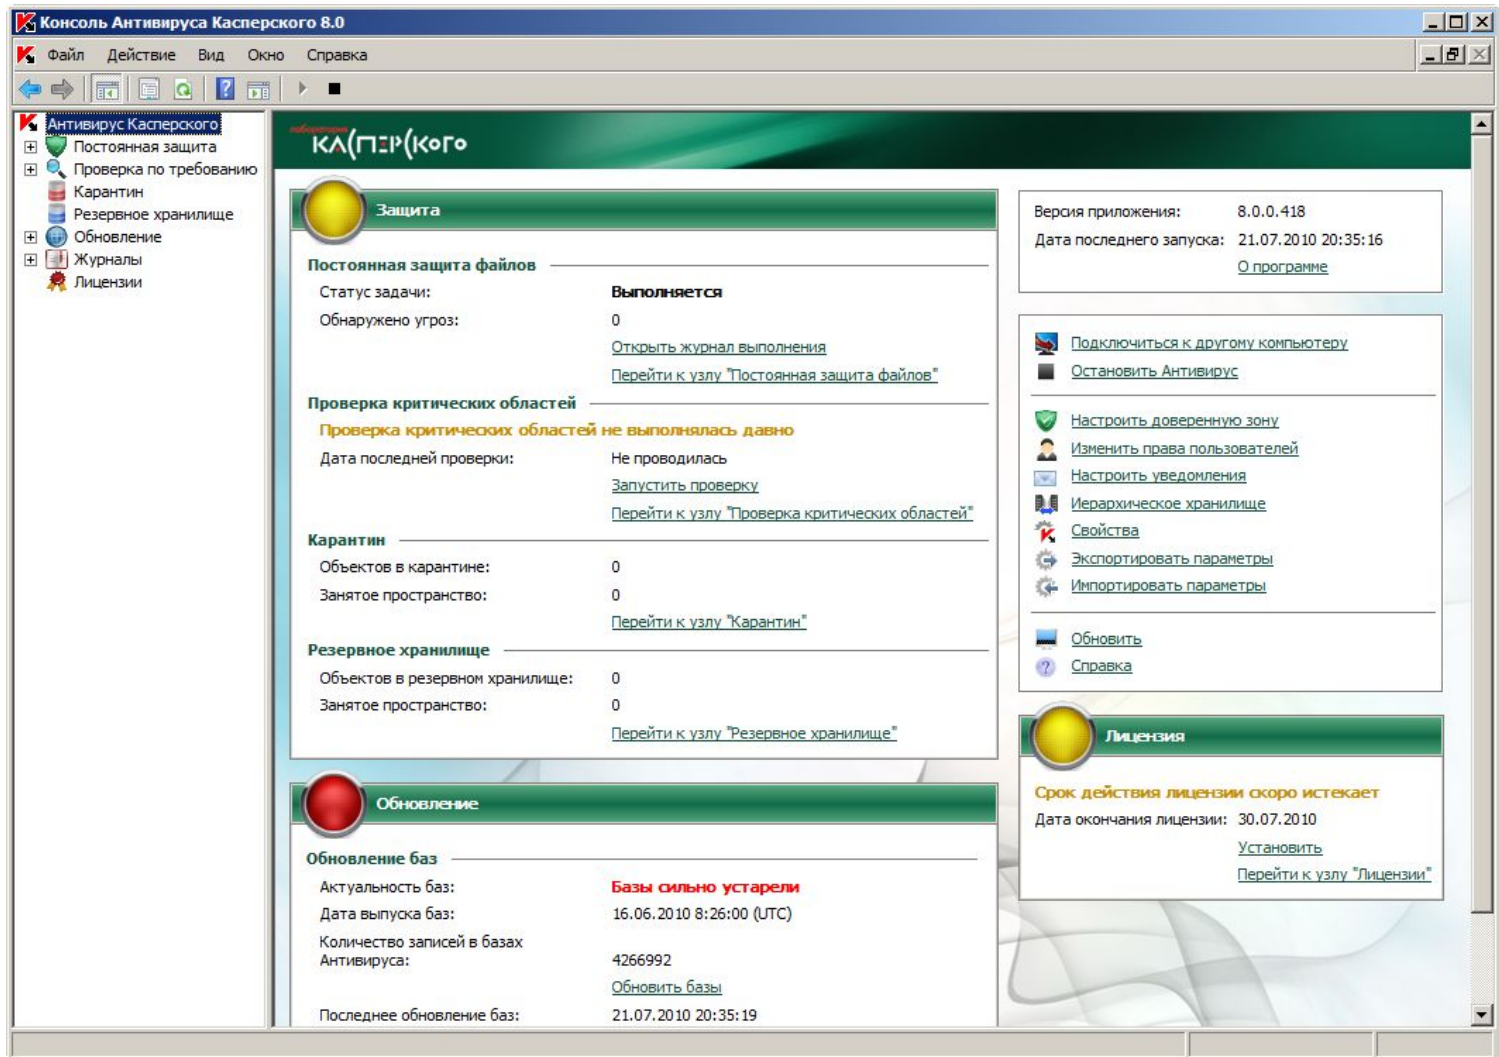 Консоль Антивируса Касперского 8.0
Файл Действие Вид Окно Справка
Антивирус Касперского
Постоянная защита
Проверка по требованию
Карантин
Резервное хранилище
Обновление
Журналы
Лицензии
лаборатория
КАСПЕРСКОГО
Защита
Постоянная защита файлов
Статус задачи: Выполняется
Обнаружено угроз: 0
Открыть журнал выполнения
Перейти к узлу "Постоянная защита файлов"
Проверка критических областей
Проверка критических областей не выполнялась давно
Дата последней проверки: Не проводилась
Запустить проверку
Перейти к узлу "Проверка критических областей"
Карантин
Объектов в карантине: 0
Занятое пространство: 0
Перейти к узлу "Карантин"
Резервное хранилище
Объектов в резервном хранилище: 0
Занятое пространство: 0
Перейти к узлу "Резервное хранилище"
Обновление
Обновление баз
Актуальность баз: Базы сильно устарели
Дата выпуска баз: 16.06.2010 8:26:00 (UTC)
Количество записей в базах
Антивируса: 4266992
Обновить базы
Последнее обновление баз: 21.07.2010 20:35:19
Версия приложения: 8.0.0.418
Дата последнего запуска: 21.07.2010 20:35:16
О программе
Подключиться к другому компьютеру
Остановить Антивирус
Настроить доверенную зону
Изменить права пользователей
Настроить уведомления
Иерархическое хранилище
Свойства
Экспортировать параметры
Импортировать параметры
Обновить
Справка
Лицензия
Срок действия лицензии скоро истекает
Дата окончания лицензии: 30.07.2010
Установить
Перейти к узлу "Лицензии"